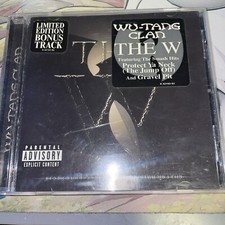 LIMITED
EDITION
BONUS
TRACK
WU-TANG
CLAN
THE W
Featuring The Smash Hits
Protect Ya Neck
(The Jump Off)
And Gravel Pit
WU-TANG CLAN
PARENTAL
ADVISORY
EXPLICIT CONTENT